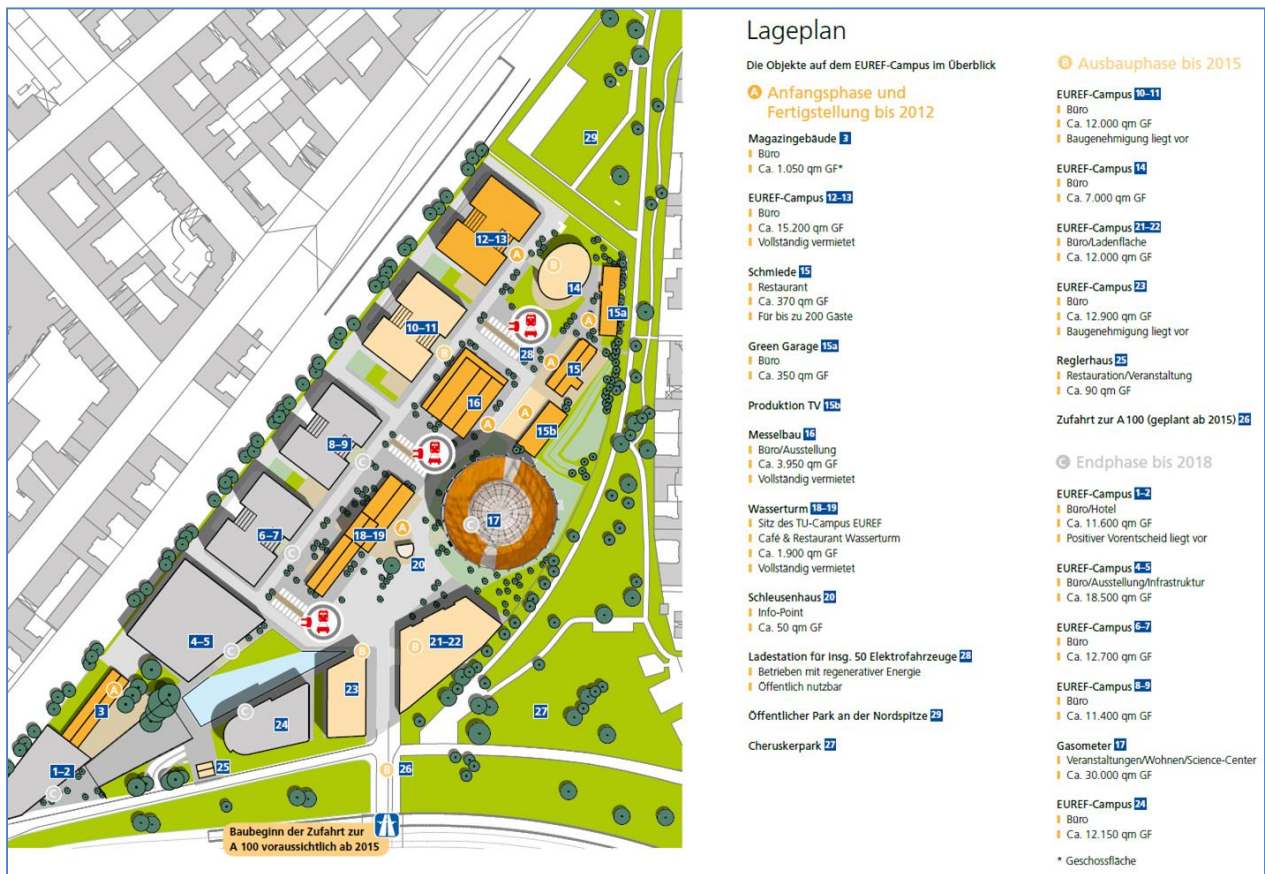 29
12–13
A
B
14
15a
10–11
A
B
28
A
15
16
A
15b
A
8–9
C
17
C
6–7
C
18–19
A
20
4–5
C
21–22
B
B
23
A
3
C
24
27
1–2
C
25
B
26
Baubeginn der Zufahrt zur
A 100 voraussichtlich ab 2015
Lageplan
Die Objekte auf dem EUREF-Campus im Überblick
A Anfangsphase und
Fertigstellung bis 2012
Magazingebäude 3
Büro
Ca. 1.050 qm GF*
EUREF-Campus 12–13
Büro
Ca. 15.200 qm GF
Vollständig vermietet
Schmiede 15
Restaurant
Ca. 370 qm GF
Für bis zu 200 Gäste
Green Garage 15a
Büro
Ca. 350 qm GF
Produktion TV 15b
Messelbau 16
Büro/Ausstellung
Ca. 3.950 qm GF
Vollständig vermietet
Wasserturm 18–19
Sitz des TU-Campus EUREF
Café & Restaurant Wasserturm
Ca. 1.900 qm GF
Vollständig vermietet
Schleusenhaus 20
Info-Point
Ca. 50 qm GF
Ladestation für insg. 50 Elektrofahrzeuge 28
Betrieben mit regenerativer Energie
Öffentlich nutzbar
Öffentlicher Park an der Nordspitze 29
Cheruskerpark 27
B Ausbauphase bis 2015
EUREF-Campus 10–11
Büro
Ca. 12.000 qm GF
Baugenehmigung liegt vor
EUREF-Campus 14
Büro
Ca. 7.000 qm GF
EUREF-Campus 21–22
Büro/Ladenfläche
Ca. 12.000 qm GF
EUREF-Campus 23
Büro
Ca. 12.900 qm GF
Baugenehmigung liegt vor
Reglerhaus 25
Restauration/Veranstaltung
Ca. 90 qm GF
Zufahrt zur A 100 (geplant ab 2015) 26
C Endphase bis 2018
EUREF-Campus 1–2
Büro/Hotel
Ca. 11.600 qm GF
Positiver Vorentscheid liegt vor
EUREF-Campus 4–5
Büro/Ausstellung/Infrastruktur
Ca. 18.500 qm GF
EUREF-Campus 6–7
Büro
Ca. 12.700 qm GF
EUREF-Campus 8–9
Büro
Ca. 11.400 qm GF
Gasometer 17
Veranstaltungen/Wohnen/Science-Center
Ca. 30.000 qm GF
EUREF-Campus 24
Büro
Ca. 12.150 qm GF
* Geschossfläche